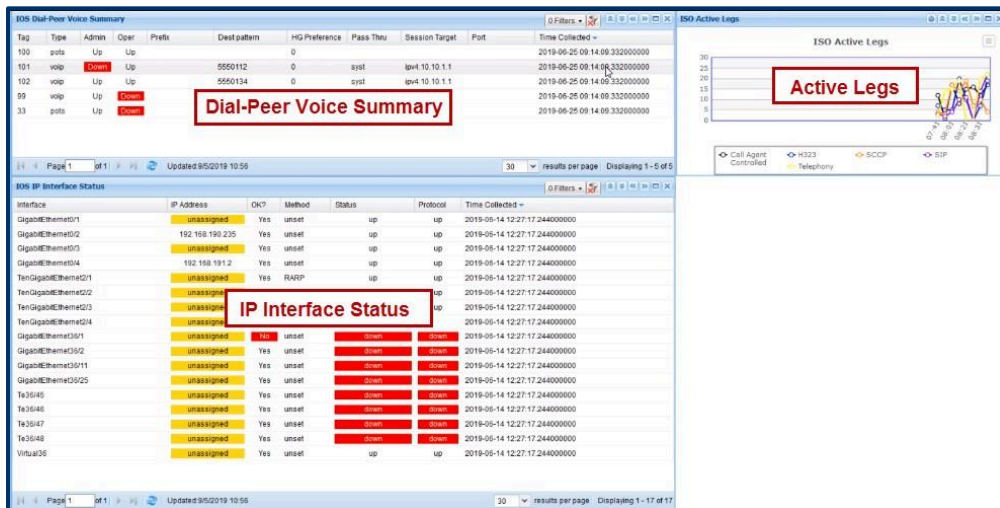 IOS Dial-Peer Voice Summary
0 Filters
Tag Type Admin Oper Prefix Dest.pattern HG Preference Pass Thru Session Target Port Time Collected
100 pots Up Up 0 2019-06-25 09:14:09.332000000
101 voip Down Up 5550112 0 syst ipv4:10.10.1.1 2019-06-25 09:14:09.332000000
102 voip Up Up 5550134 0 syst ipv4:10.10.1.1 2019-06-25 09:14:09.332000000
99 voip Up Down 2019-06-25 09:14:09.332000000
33 pots Up Down 2019-06-25 09:14:09.332000000
Dial-Peer Voice Summary
Page 1 of 1 Updated:9/5/2019 10:56 30 results per page Displaying 1 - 5 of 5
ISO Active Legs
ISO Active Legs
30
25
20
15
10
5
0
Active Legs
07:41 08:01 08:21 08:31
Call Agent Controlled H323 SCCP SIP
Telephony
IOS IP Interface Status
0 Filters
Interface IP Address OK? Method Status Protocol Time Collected
GigabitEthernet0/1 unassigned Yes unset up up 2019-06-14 12:27:17.244000000
GigabitEthernet0/2 192.168.190.235 Yes unset up up 2019-06-14 12:27:17.244000000
GigabitEthernet0/3 unassigned Yes unset up up 2019-06-14 12:27:17.244000000
GigabitEthernet0/4 192.168.191.2 Yes unset up up 2019-06-14 12:27:17.244000000
TenGigabitEthernet2/1 unassigned Yes RARP up up 2019-06-14 12:27:17.244000000
TenGigabitEthernet2/2 unassigned up 2019-06-14 12:27:17.244000000
TenGigabitEthernet2/3 unassigned up 2019-06-14 12:27:17.244000000
TenGigabitEthernet2/4 unassigned 2019-06-14 12:27:17.244000000
IP Interface Status
GigabitEthernet36/1 unassigned No unset down down 2019-06-14 12:27:17.244000000
GigabitEthernet36/2 unassigned Yes unset down down 2019-06-14 12:27:17.244000000
GigabitEthernet36/11 unassigned Yes unset down down 2019-06-14 12:27:17.244000000
GigabitEthernet36/25 unassigned Yes unset down down 2019-06-14 12:27:17.244000000
Te36/45 unassigned Yes unset down down 2019-06-14 12:27:17.244000000
Te36/46 unassigned Yes unset down down 2019-06-14 12:27:17.244000000
Te36/47 unassigned Yes unset down down 2019-06-14 12:27:17.244000000
Te36/48 unassigned Yes unset down down 2019-06-14 12:27:17.244000000
Virtual36 unassigned Yes unset up up 2019-06-14 12:27:17.244000000
Page 1 of 1 Updated:9/5/2019 10:56 30 results per page Displaying 1 - 17 of 17